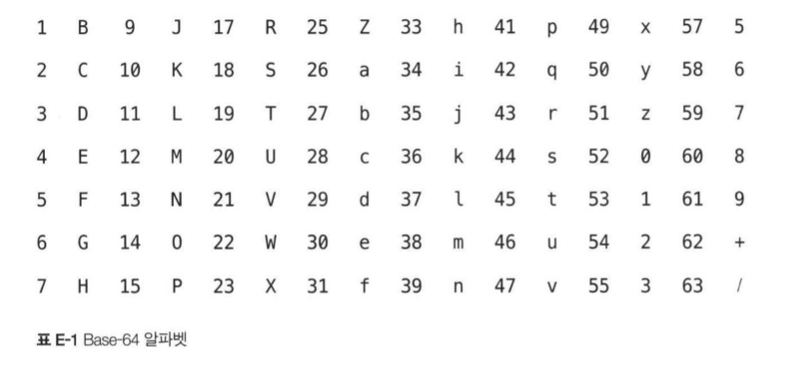 1 B 9 J 17 R 25 Z 33 h 41 p 49 x 57 5
2 C 10 K 18 S 26 a 34 i 42 q 50 y 58 6
3 D 11 L 19 T 27 b 35 j 43 r 51 z 59 7
4 E 12 M 20 U 28 c 36 k 44 s 52 0 60 8
5 F 13 N 21 V 29 d 37 l 45 t 53 1 61 9
6 G 14 O 22 W 30 e 38 m 46 u 54 2 62 +
7 H 15 P 23 X 31 f 39 n 47 v 55 3 63 /
표 E-1 Base-64 알파벳